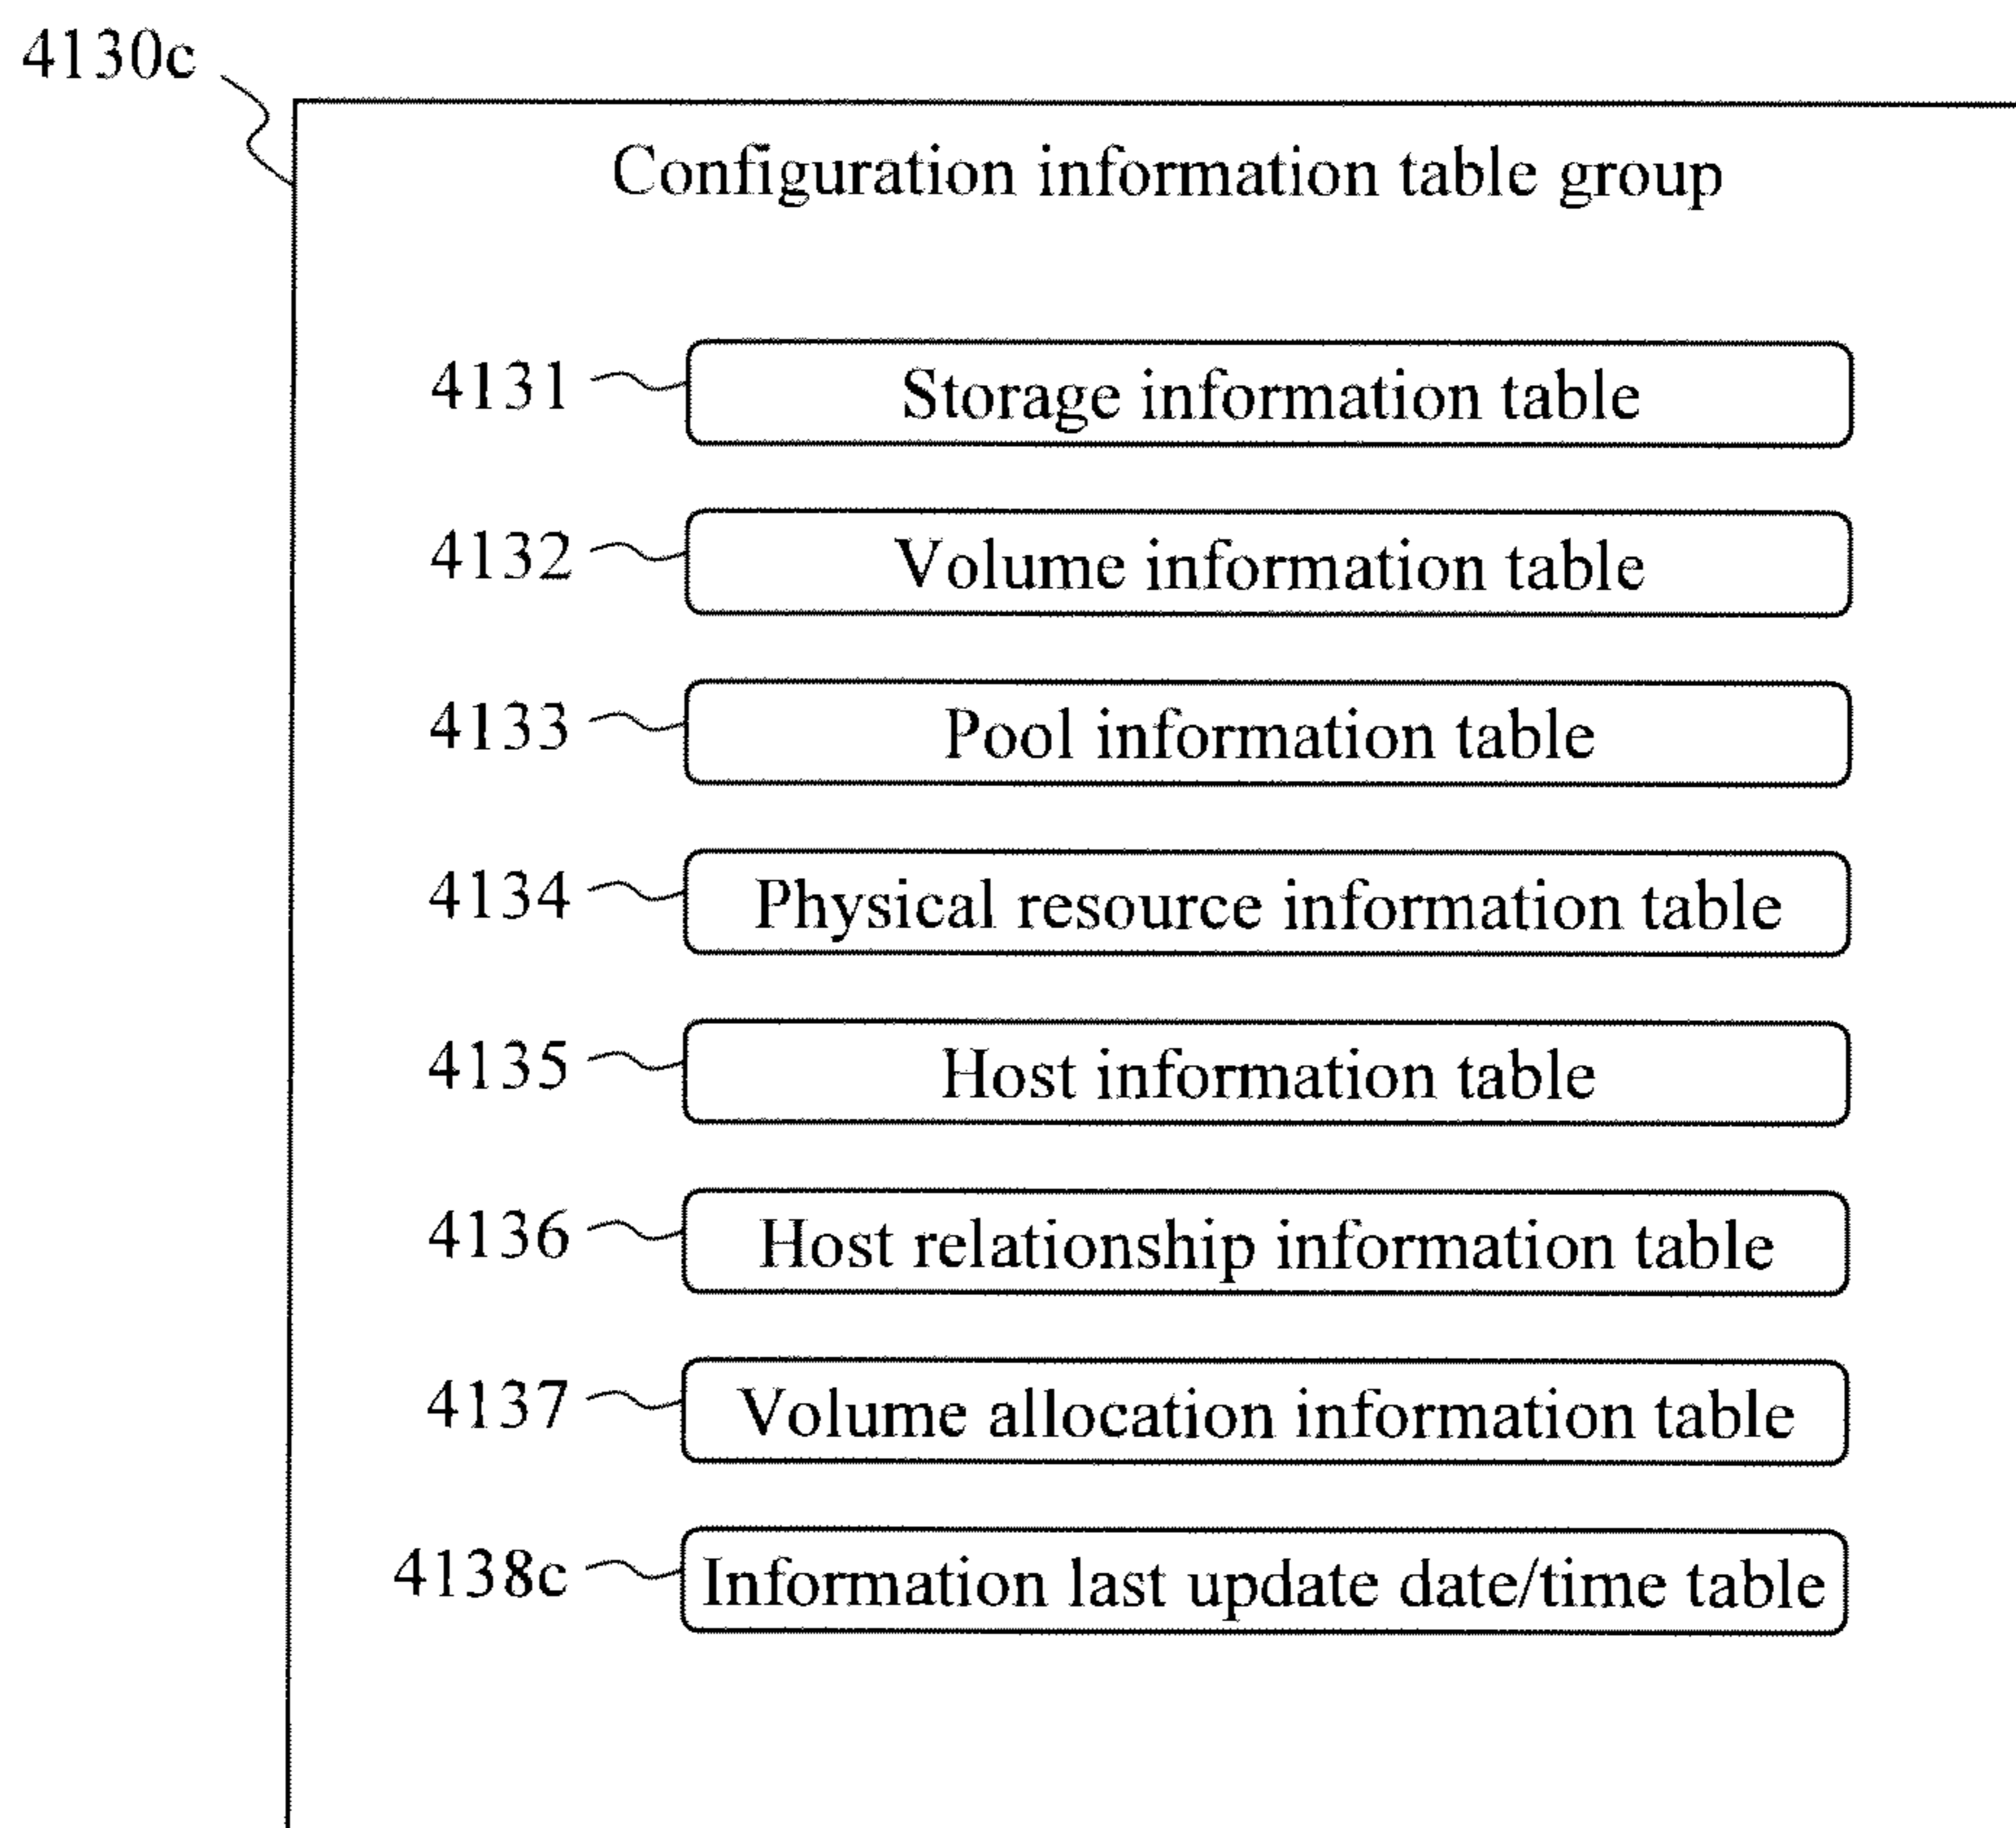 4130c
Configuration information table group
4131 Storage information table
4132 Volume information table
4133 Pool information table
4134 Physical resource information table
4135 Host information table
4136 Host relationship information table
4137 Volume allocation information table
4138c Information last update date/time table